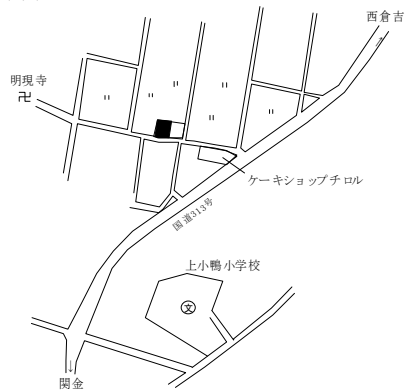 西倉吉
明現寺
ケーキショップチロル
国道313号
上小鴨小学校
文
関金